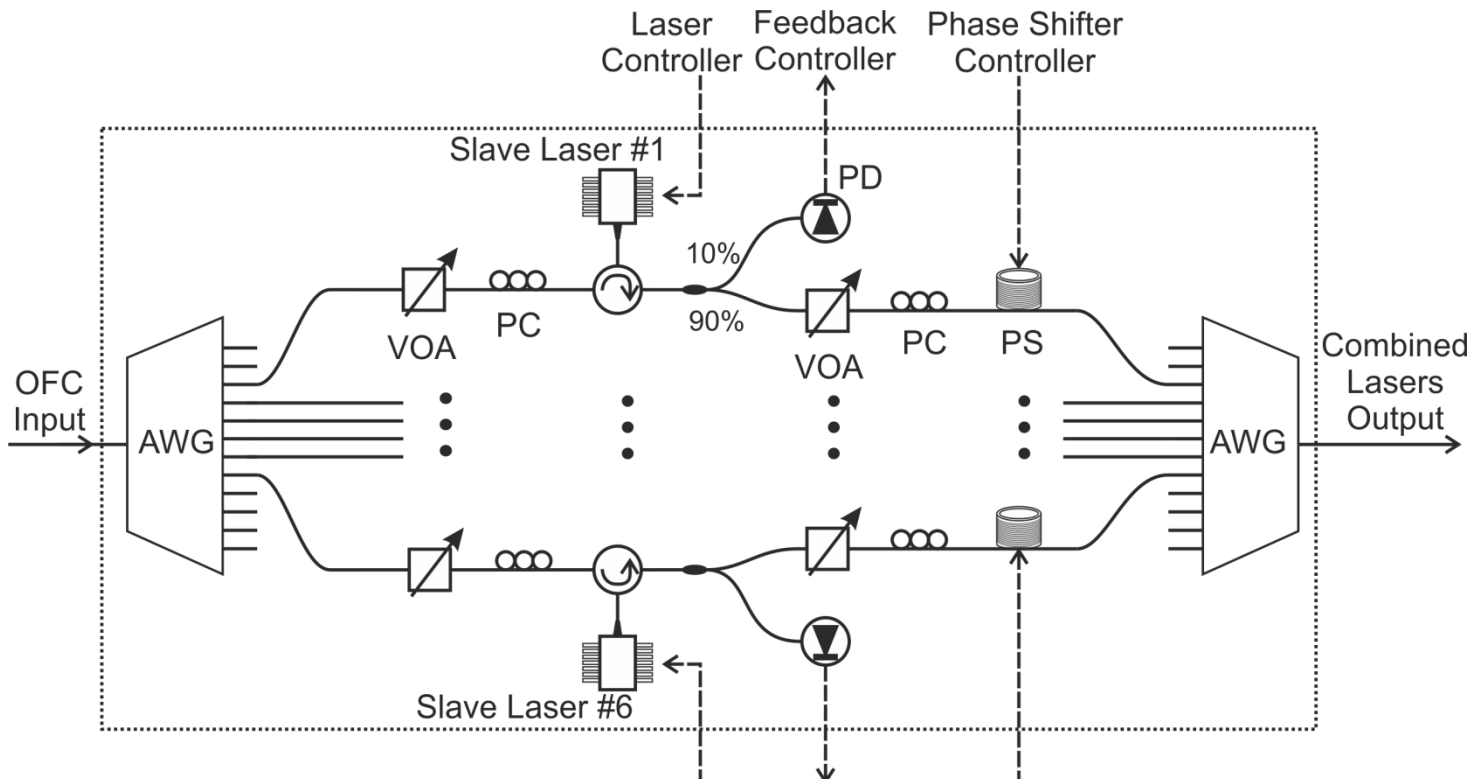 Laser
Controller
Feedback
Controller
Phase Shifter
Controller
Slave Laser #1
PD
10%
90%
VOA
PC
VOA
PC
PS
OFC
Input
AWG
AWG
Combined
Lasers
Output
Slave Laser #6